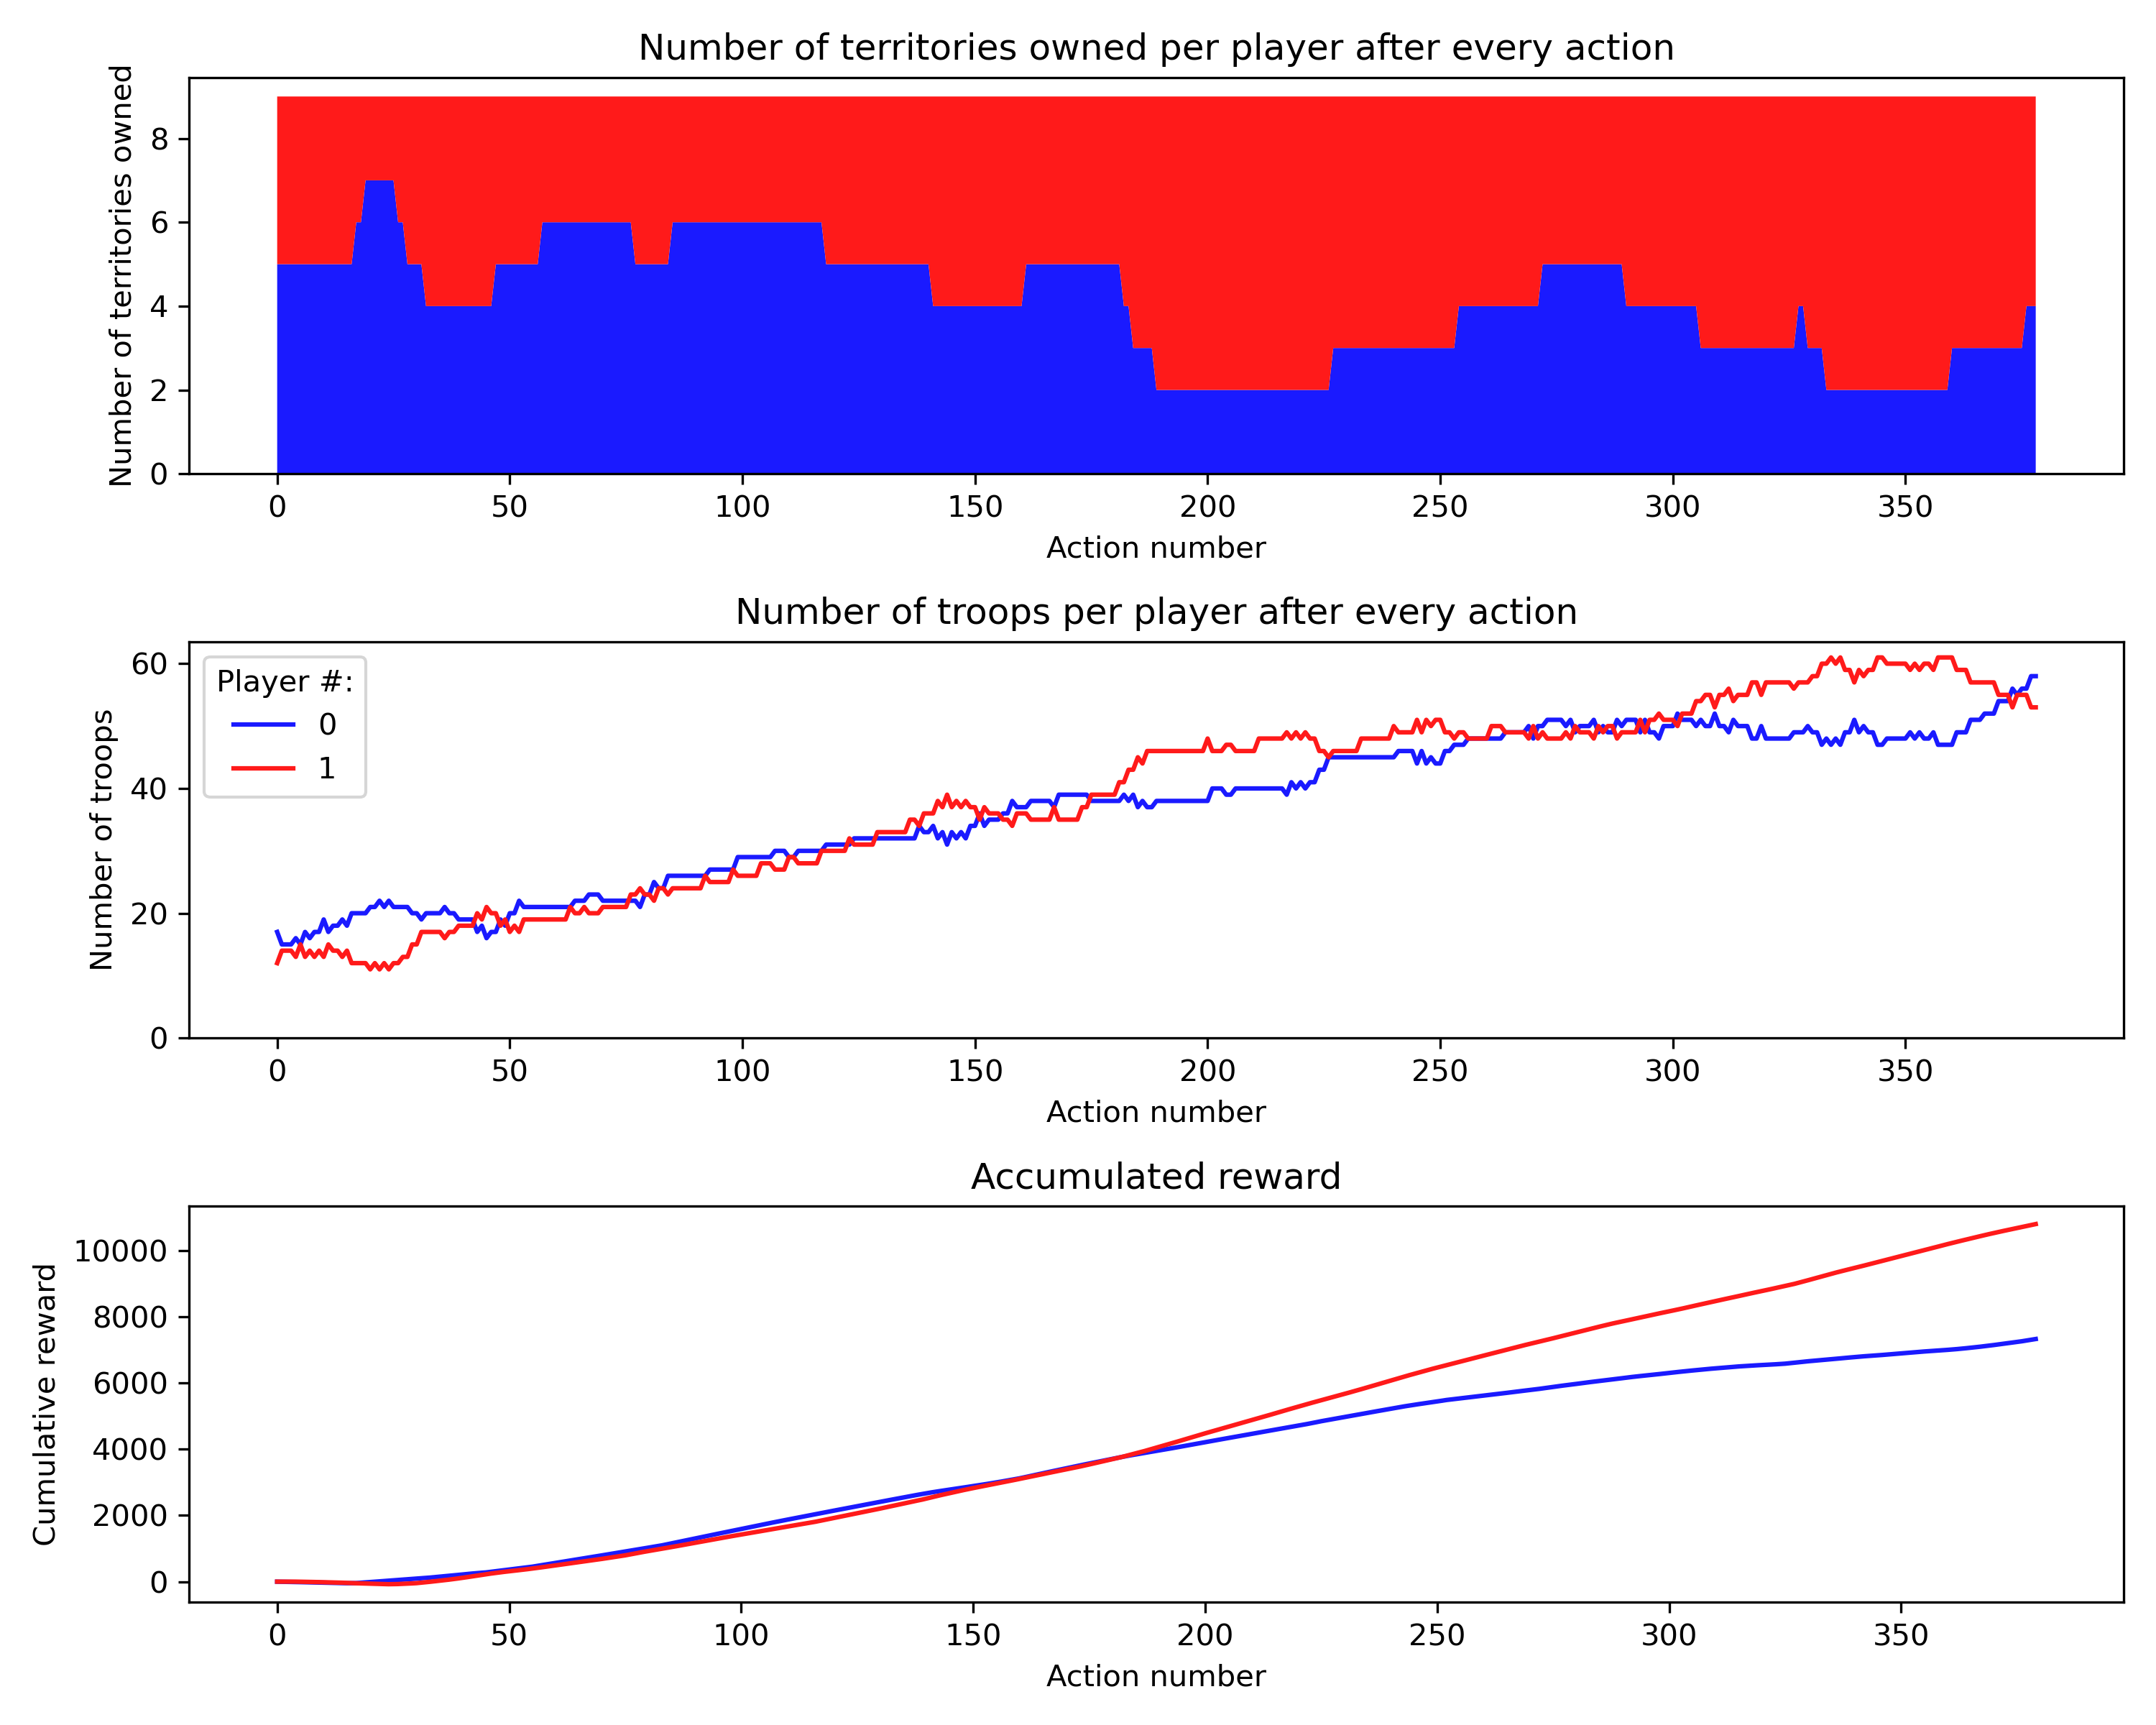 Number of territories owned per player after every action
Number of territories owned
8
6
4
2
0
0 50 100 150 200 250 300 350
Action number
Number of troops per player after every action
Number of troops
60
40
20
0
Player #:
0
1
0 50 100 150 200 250 300 350
Action number
Accumulated reward
Cumulative reward
10000
8000
6000
4000
2000
0
0 50 100 150 200 250 300 350
Action number